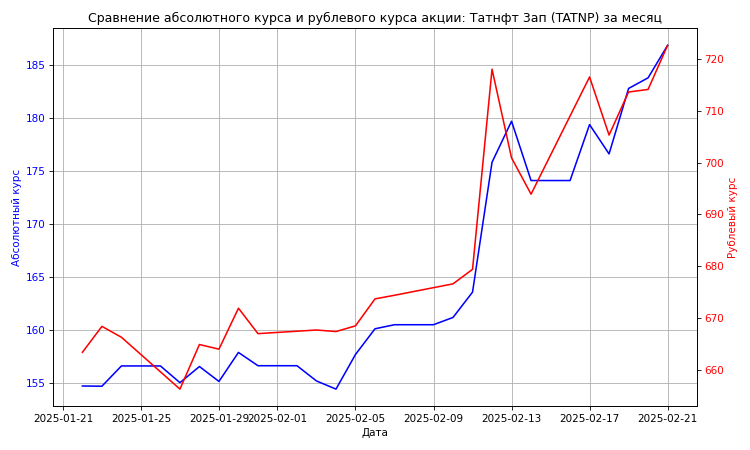 Сравнение абсолютного курса и рублевого курса акции: Татнфт 3ап (TATNP) за месяц
185
180
175
170
165
160
155
Абсолютный курс
720
710
700
690
680
670
660
Рублевый курс
2025-01-21 2025-01-25 2025-01-29 2025-02-01 2025-02-05 2025-02-09 2025-02-13 2025-02-17 2025-02-21
Дата